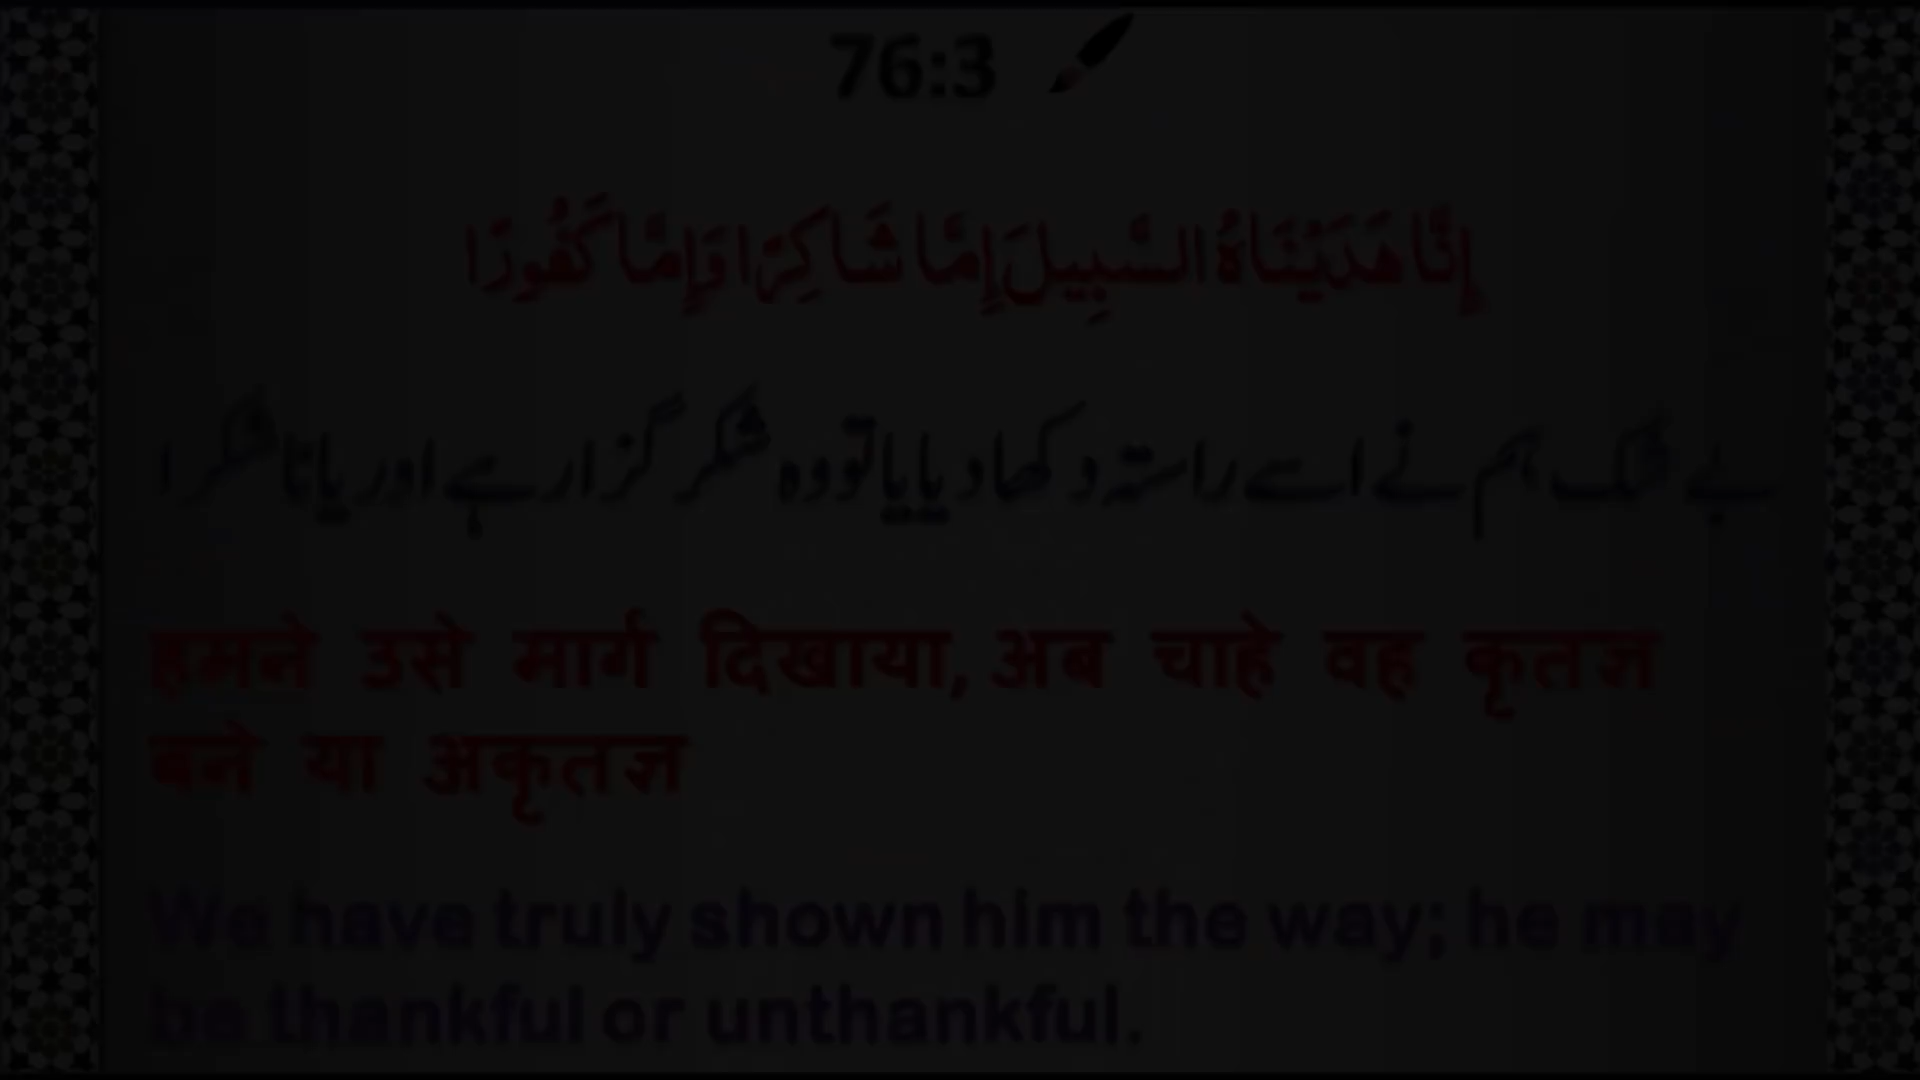 76:3
إِنَّا هَدَيْنَاهُ السَّبِيلَ إِمَّا شَاكِرًا وَإِمَّا كَفُورًا
بے شک ہم نے اسے راستہ دکھا دیا یا تو وہ شکر گزار ہے اور یا نا شکرا
हमने उसे मार्ग दिखाया, अब चाहे वह कृतज्ञ
बने या अकृतज्ञ
We have truly shown him the way; he may
be thankful or unthankful.